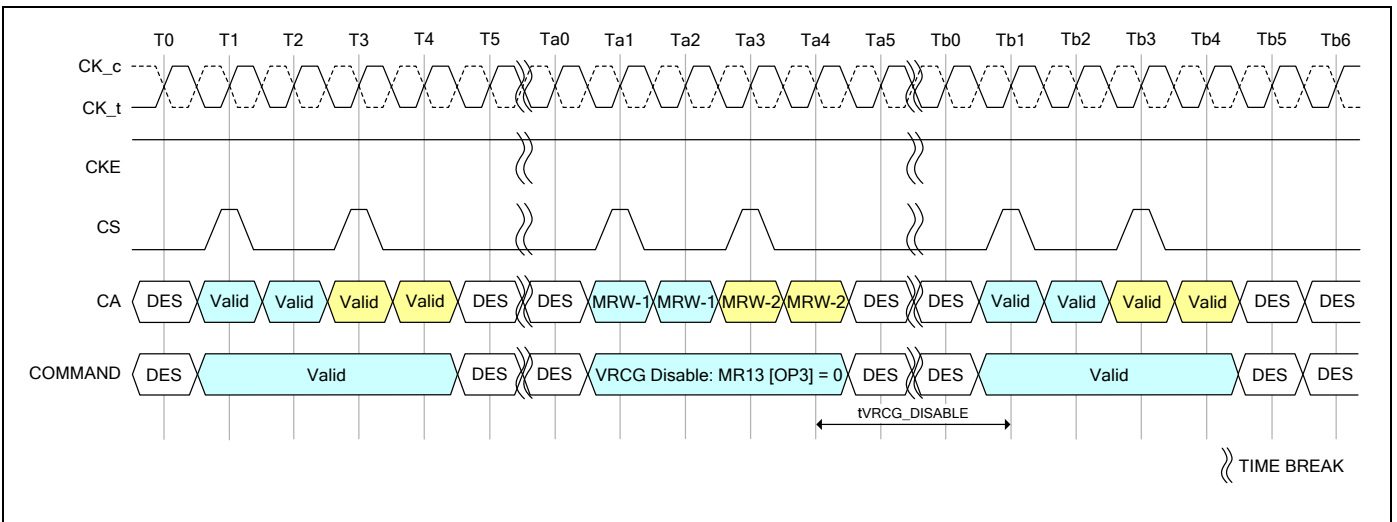 T0 T1 T2 T3 T4 T5 Ta0 Ta1 Ta2 Ta3 Ta4 Ta5 Tb0 Tb1 Tb2 Tb3 Tb4 Tb5 Tb6
CK_c
CK_t
CKE
CS
CA DES Valid Valid Valid Valid DES DES MRW-1 MRW-1 MRW-2 MRW-2 DES DES Valid Valid Valid Valid DES DES
COMMAND DES Valid DES DES VRCG Disable: MR13 [OP3] = 0 DES DES Valid DES DES
tVRCG_DISABLE
TIME BREAK